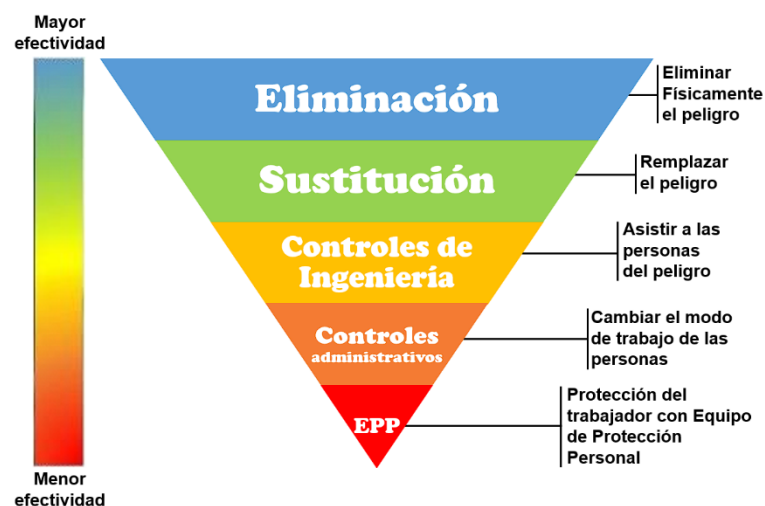 Mayor
efectividad
Eliminación
Eliminar
Físicamente
el peligro
Sustitución
Remplazar
el peligro
Controles de
Ingeniería
Asistir a las
personas
del peligro
Controles
administrativos
Cambiar el modo
de trabajo de las
personas
EPP
Protección del
trabajador con Equipo
de Protección
Personal
Menor
efectividad